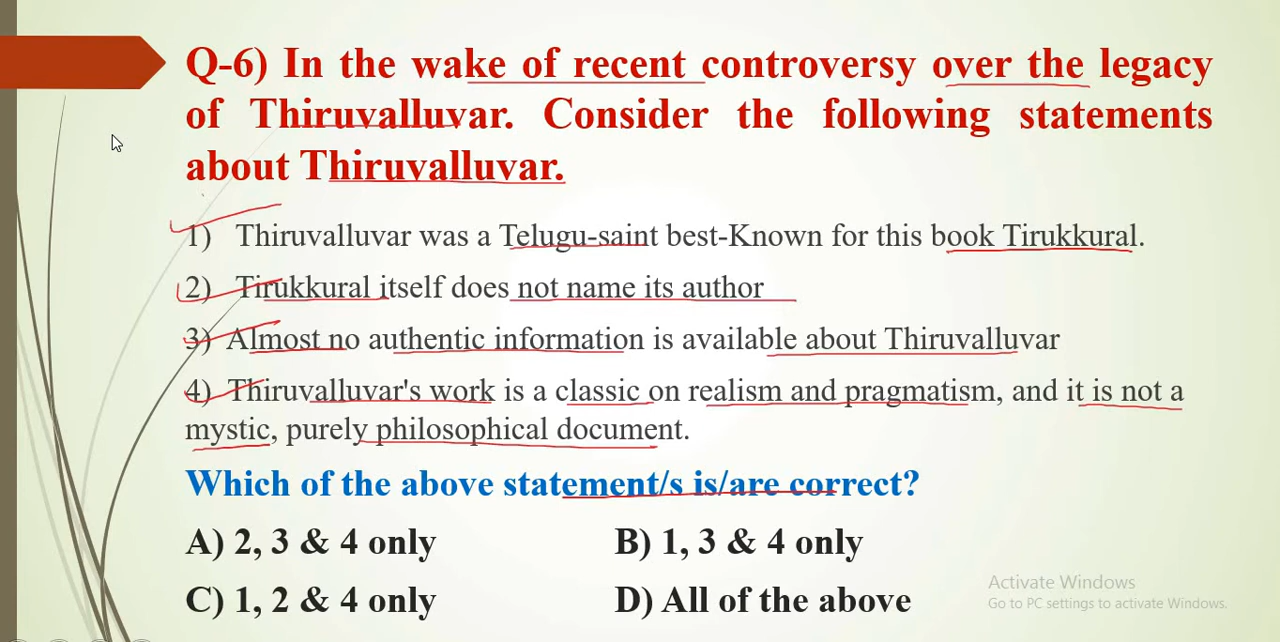 Q-6) In the wake of recent controversy over the legacy
of Thiruvalluvar. Consider the following statements
about Thiruvalluvar.
1) Thiruvalluvar was a Telugu-saint best-Known for this book Tirukkural.
2) Tirukkural itself does not name its author
3) Almost no authentic information is available about Thiruvalluvar
4) Thiruvalluvar's work is a classic on realism and pragmatism, and it is not a
mystic, purely philosophical document.
Which of the above statement/s is/are correct?
A) 2, 3 & 4 only B) 1, 3 & 4 only
C) 1, 2 & 4 only D) All of the above
Activate Windows
Go to PC settings to activate Windows.